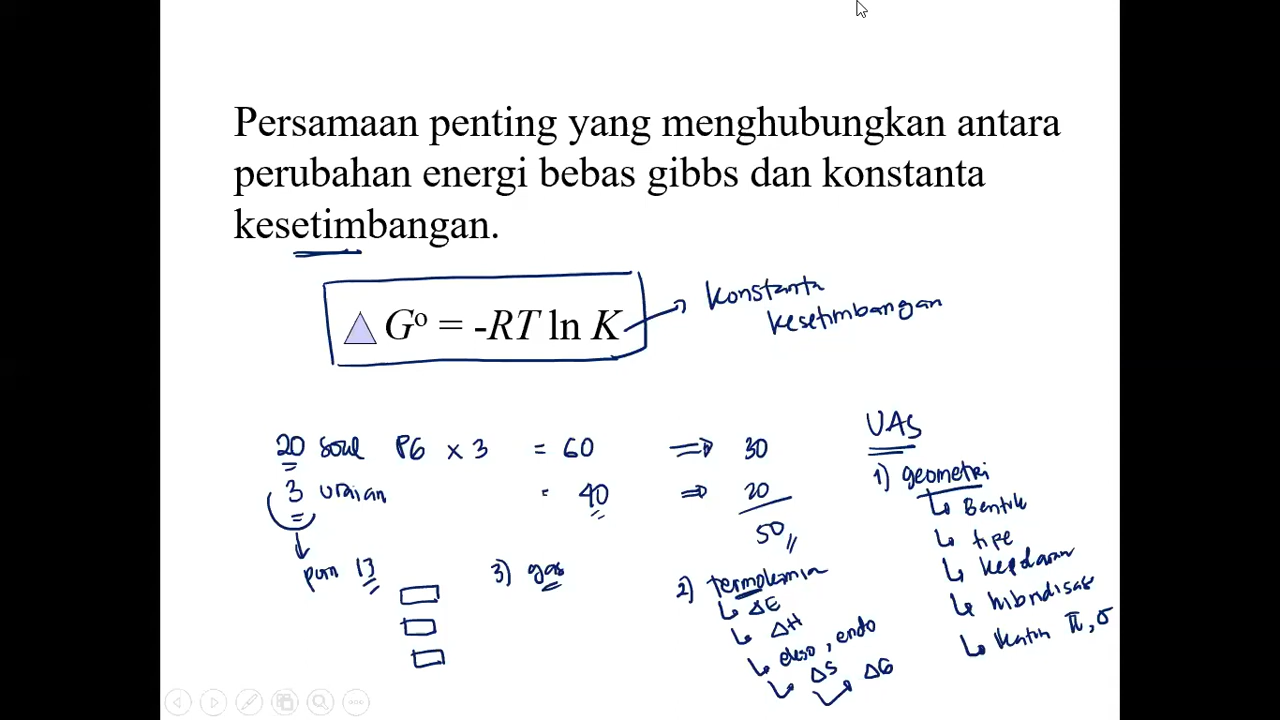 Persamaan penting yang menghubungkan antara
perubahan energi bebas gibbs dan konstanta
kesetimbangan.
△ Gº = -RT ln K
Konstanta
kesetimbangan
20 soal PG x 3 = 60 ⇒ 30
3 uraian = 40 ⇒ 20
50
13
3) gas
UAS
1) geometri
↳ Bentuk
↳ tipe
↳ kepolaran
↳ hibridisasi
↳ Ikatan π, σ
2) termokimia
↳ ΔE
↳ ΔH
↳ ekso, endo
↳ ΔS
ΔG